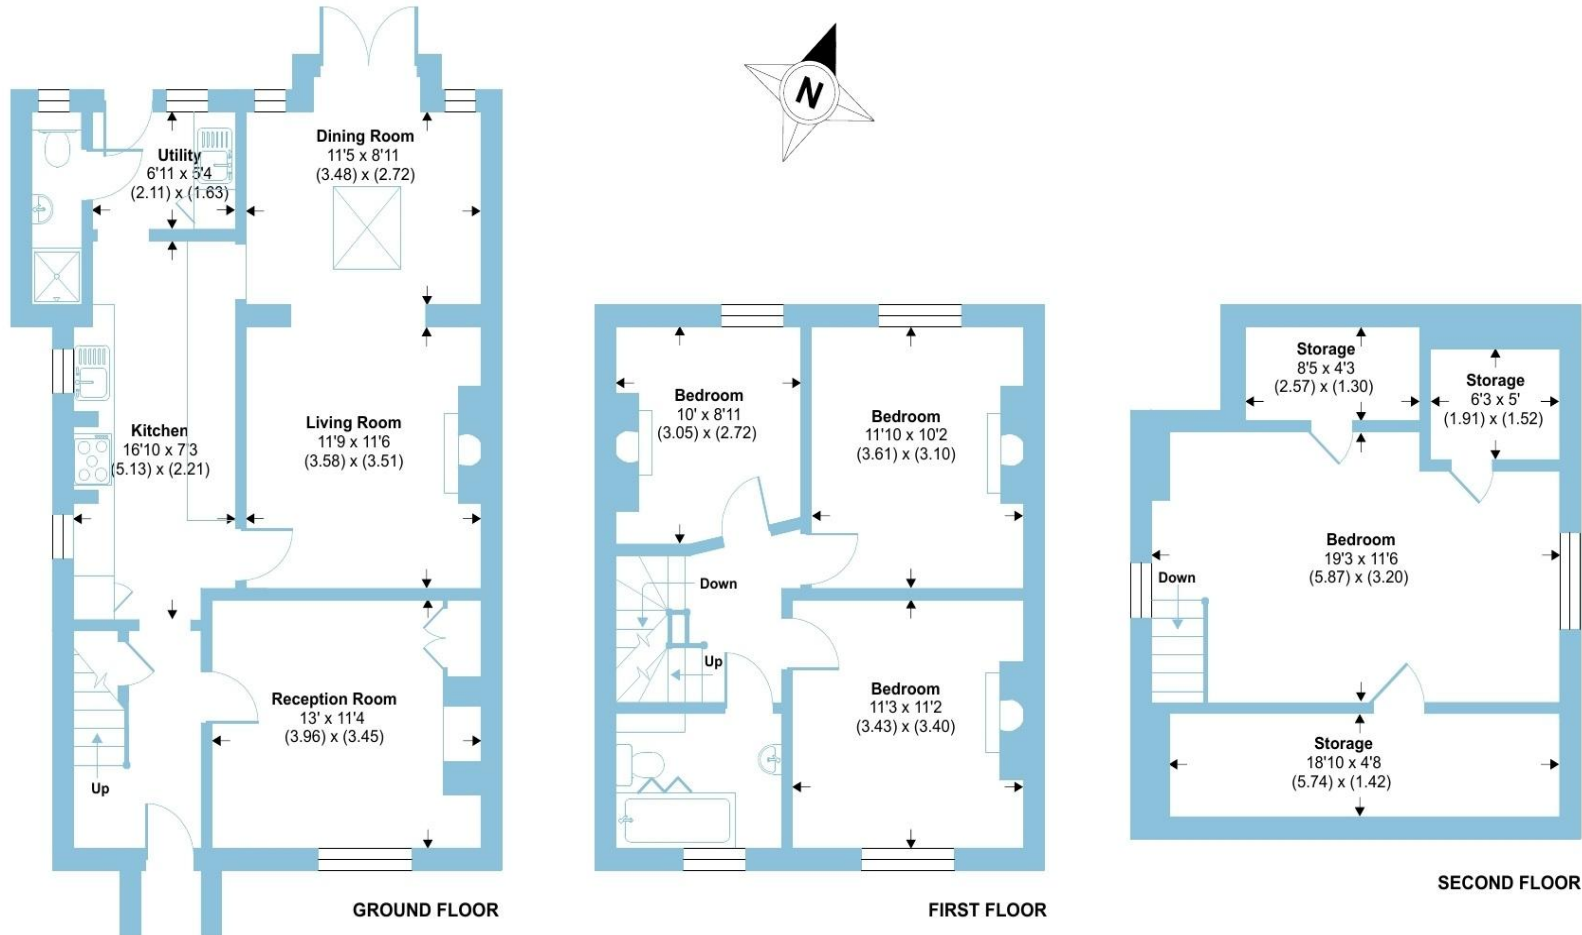 N
Dining Room
11'5 x 8'11
(3.48) x (2.72)
Utility
6'11 x 5'4
(2.11) x (1.63)
Kitchen
16'10 x 7'3
(5.13) x (2.21)
Living Room
11'9 x 11'6
(3.58) x (3.51)
Reception Room
13' x 11'4
(3.96) x (3.45)
Up
GROUND FLOOR
Bedroom
10' x 8'11
(3.05) x (2.72)
Bedroom
11'10 x 10'2
(3.61) x (3.10)
Down
Up
Bedroom
11'3 x 11'2
(3.43) x (3.40)
FIRST FLOOR
Storage
8'5 x 4'3
(2.57) x (1.30)
Storage
6'3 x 5'
(1.91) x (1.52)
Bedroom
19'3 x 11'6
(5.87) x (3.20)
Down
Storage
18'10 x 4'8
(5.74) x (1.42)
SECOND FLOOR